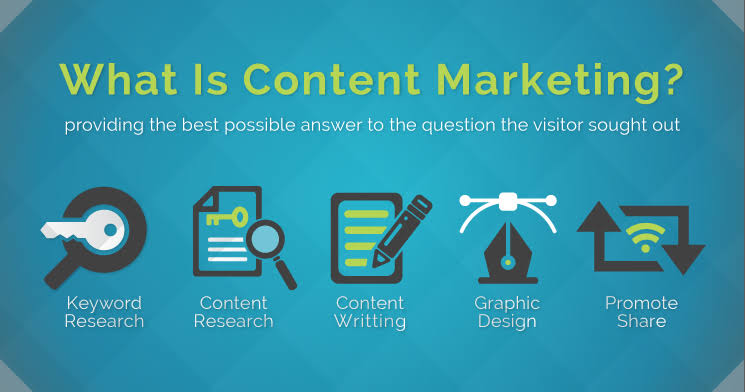 What Is Content Marketing?
providing the best possible answer to the question the visitor sought out
Keyword
Research
Content
Research
Content
Writting
Graphic
Design
Promote
Share